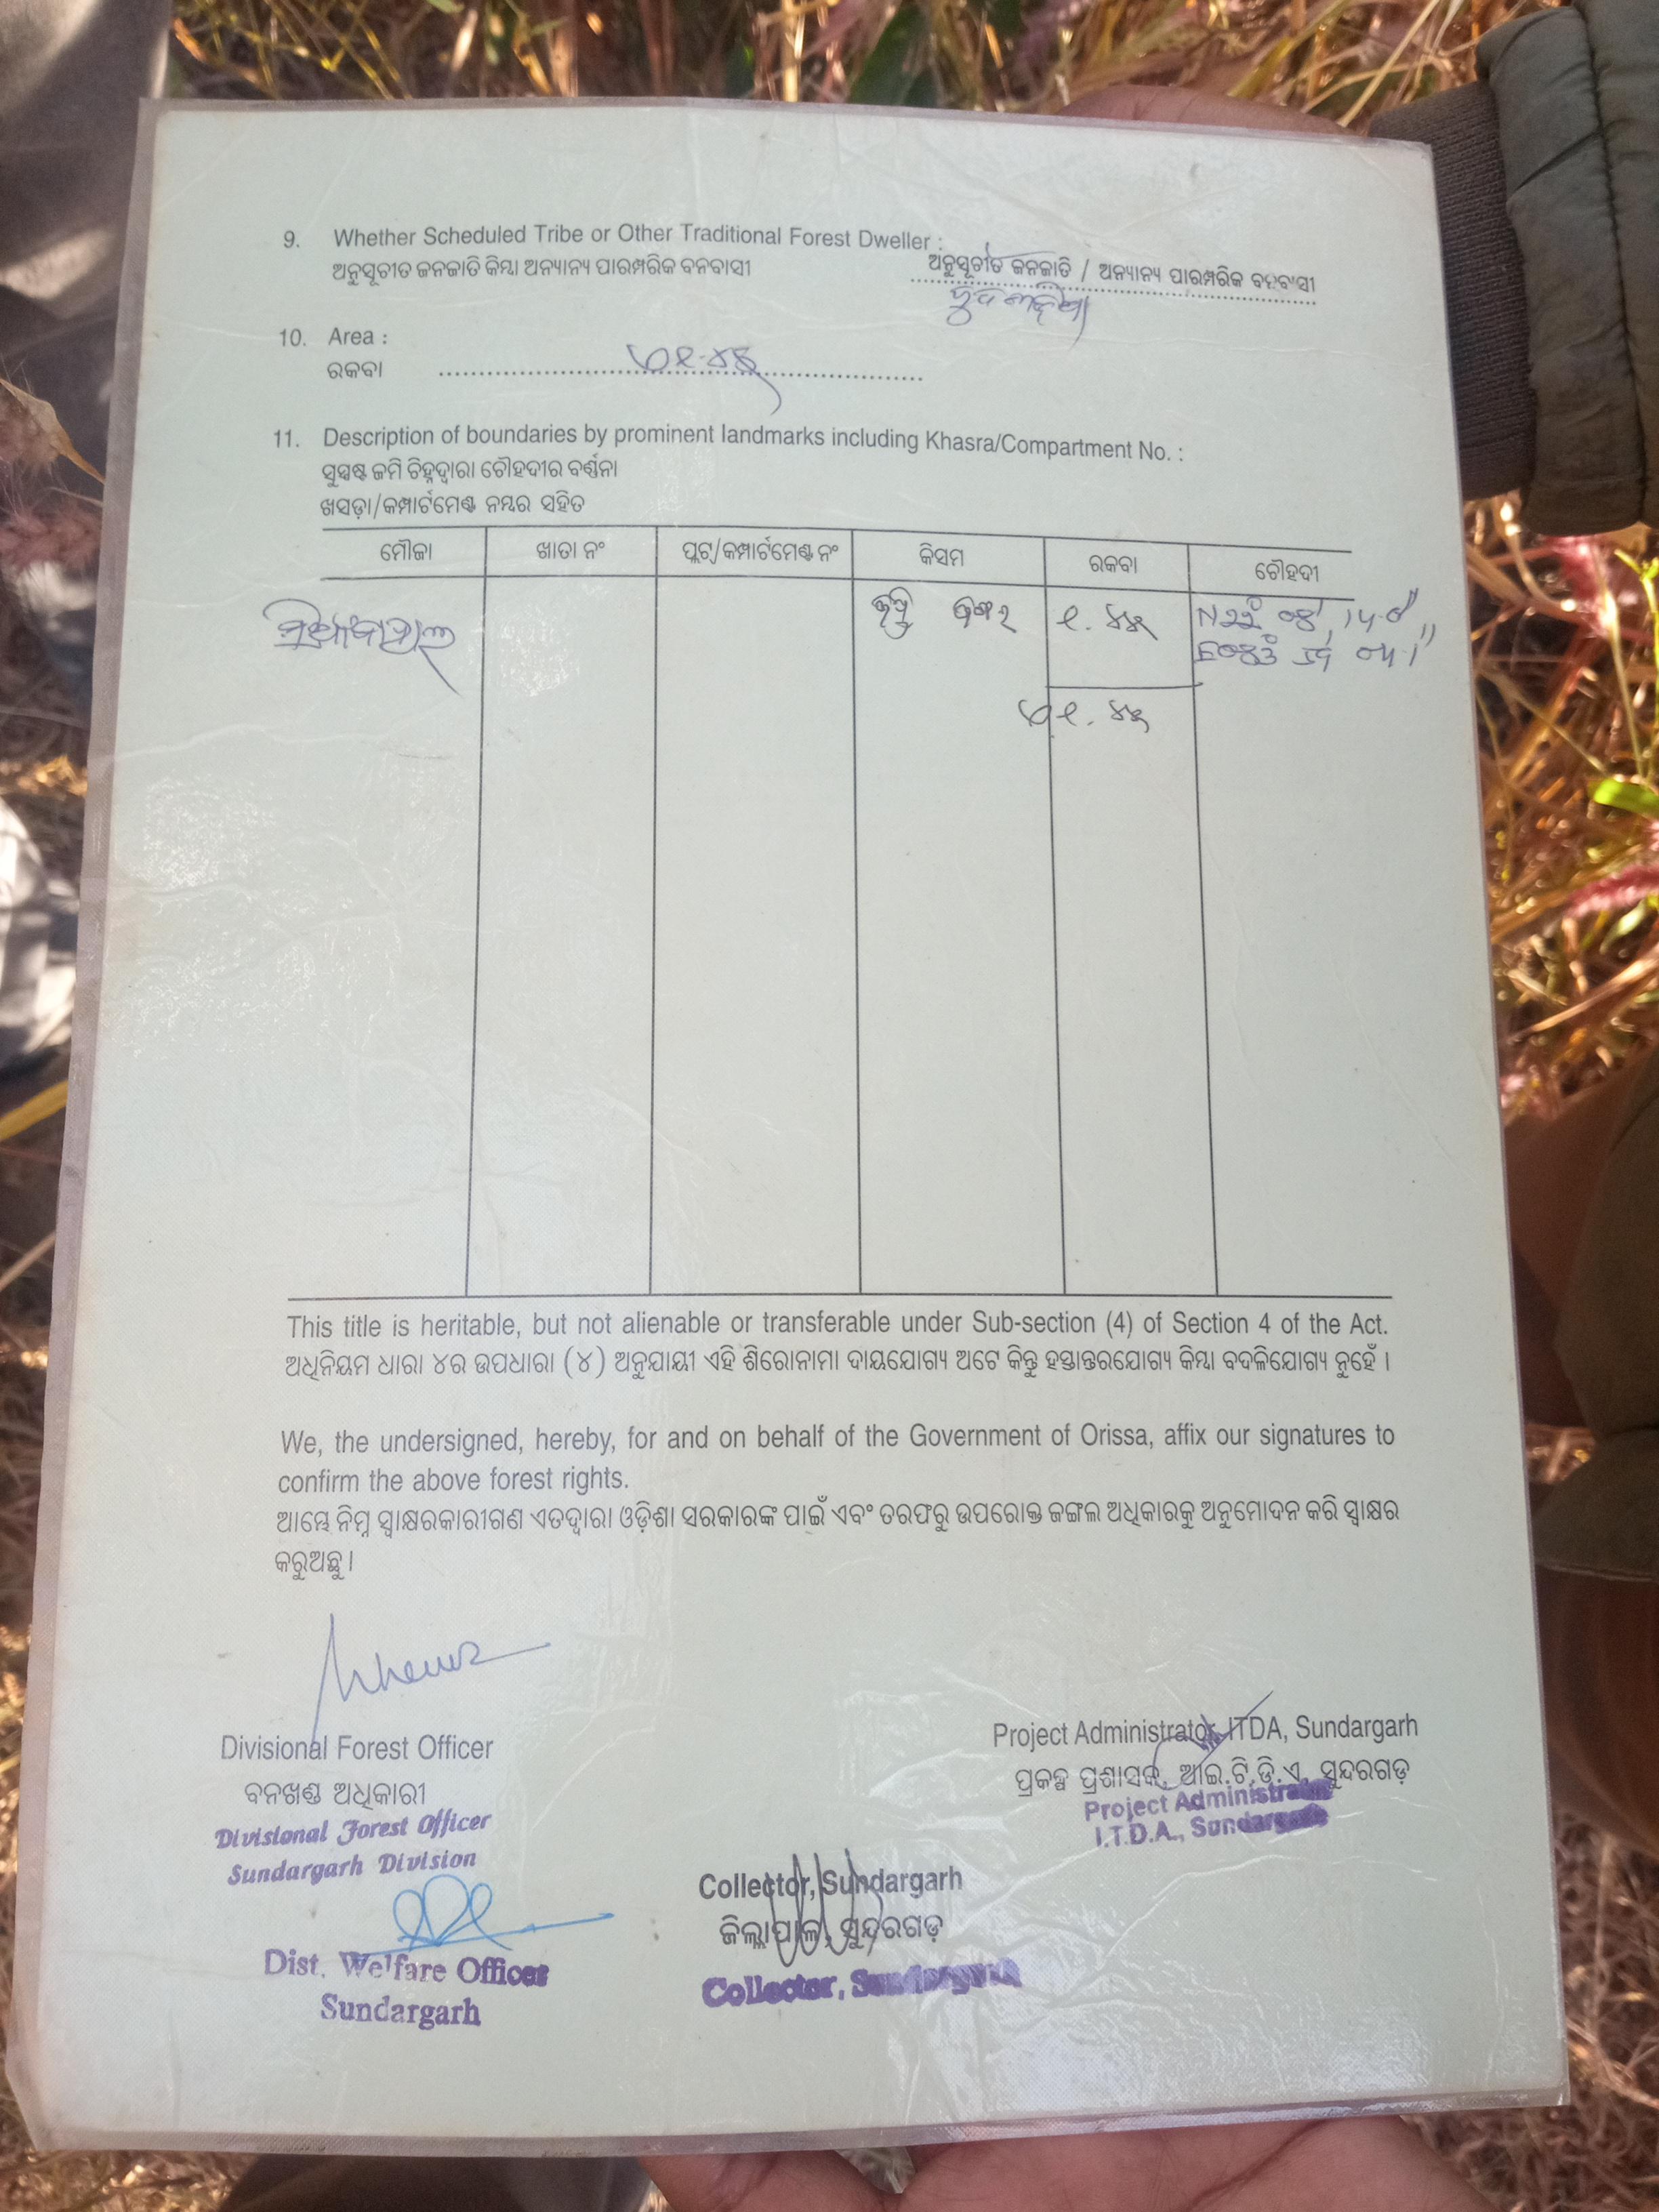 9. Whether Scheduled Tribe or Other Traditional Forest Dweller :
ଅନୁସୂଚୀତ ଜନଜାତି କିମ୍ବା ଅନ୍ୟାନ୍ୟ ପାରମ୍ପରିକ ବନବାସୀ
ଅନୁସୂଚୀତ ଜନଜାତି / ଅନ୍ୟାନ୍ୟ ପାରମ୍ପରିକ ବନବାସୀ
10. Area :
ରକବା
11. Description of boundaries by prominent landmarks including Khasra/Compartment No. :
ସୁସ୍ପଷ୍ଟ ଜମି ଚିହ୍ନଦ୍ୱାରା ଚୌହଦୀର ବର୍ଣ୍ଣନା
ଖସଡ଼ା/କମ୍ପାର୍ଟମେଣ୍ଟ ନମ୍ବର ସହିତ
ମୌଜା ଖାତା ନଂ ପ୍ଲଟ୍/କମ୍ପାର୍ଟମେଣ୍ଟ ନଂ କିସମ ରକବା ଚୌହଦୀ
This title is heritable, but not alienable or transferable under Sub-section (4) of Section 4 of the Act.
ଅଧିନିୟମ ଧାରା ୪ର ଉପଧାରା (୪) ଅନୁଯାୟୀ ଏହି ଶିରୋନାମା ଦାୟଯୋଗ୍ୟ ଅଟେ କିନ୍ତୁ ହସ୍ତାନ୍ତରଯୋଗ୍ୟ କିମ୍ବା ବଦଳିଯୋଗ୍ୟ ନୁହେଁ ।
We, the undersigned, hereby, for and on behalf of the Government of Orissa, affix our signatures to
confirm the above forest rights.
ଆମ୍ଭେ ନିମ୍ନ ସ୍ୱାକ୍ଷରକାରୀଗଣ ଏତଦ୍ୱାରା ଓଡ଼ିଶା ସରକାରଙ୍କ ପାଇଁ ଏବଂ ତରଫରୁ ଉପରୋକ୍ତ ଜଙ୍ଗଲ ଅଧିକାରକୁ ଅନୁମୋଦନ କରି ସ୍ୱାକ୍ଷର
କରୁଅଛୁ ।
Divisional Forest Officer
ବନଖଣ୍ଡ ଅଧିକାରୀ
Divisional Forest Officer
Sundargarh Division
Project Administrator, ITDA, Sundargarh
ପ୍ରକଳ୍ପ ପ୍ରଶାସକ, ଆଇ.ଟି.ଡି.ଏ, ସୁନ୍ଦରଗଡ଼
Project Administrator
I.T.D.A., Sundargarh
Dist. Welfare Officer
Sundargarh
Collector, Sundargarh
ଜିଲ୍ଲାପାଳ, ସୁନ୍ଦରଗଡ଼
Collector, Sundargarh